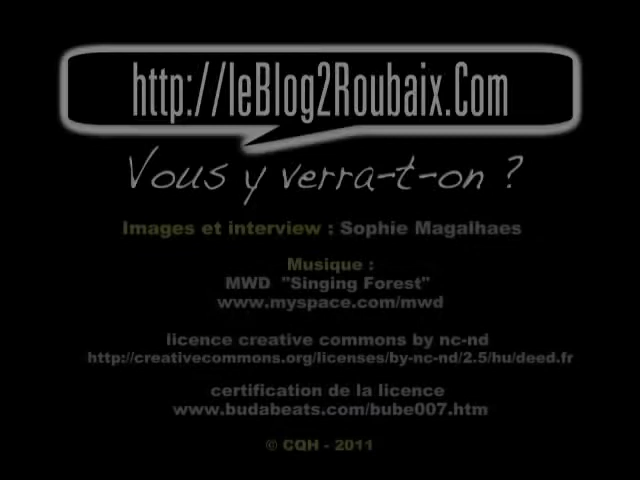 http://leBlog2Roubaix.Com
Vous y verra-t-on ?
Images et interview : Sophie Magalhaes
Musique :
MWD "Singing Forest"
www.myspace.com/mwd
licence creative commons by nc-nd
http://creativecommons.org/licenses/by-nc-nd/2.5/hu/deed.fr
certification de la licence
www.budabeats.com/bube007.htm
© CQH - 2011